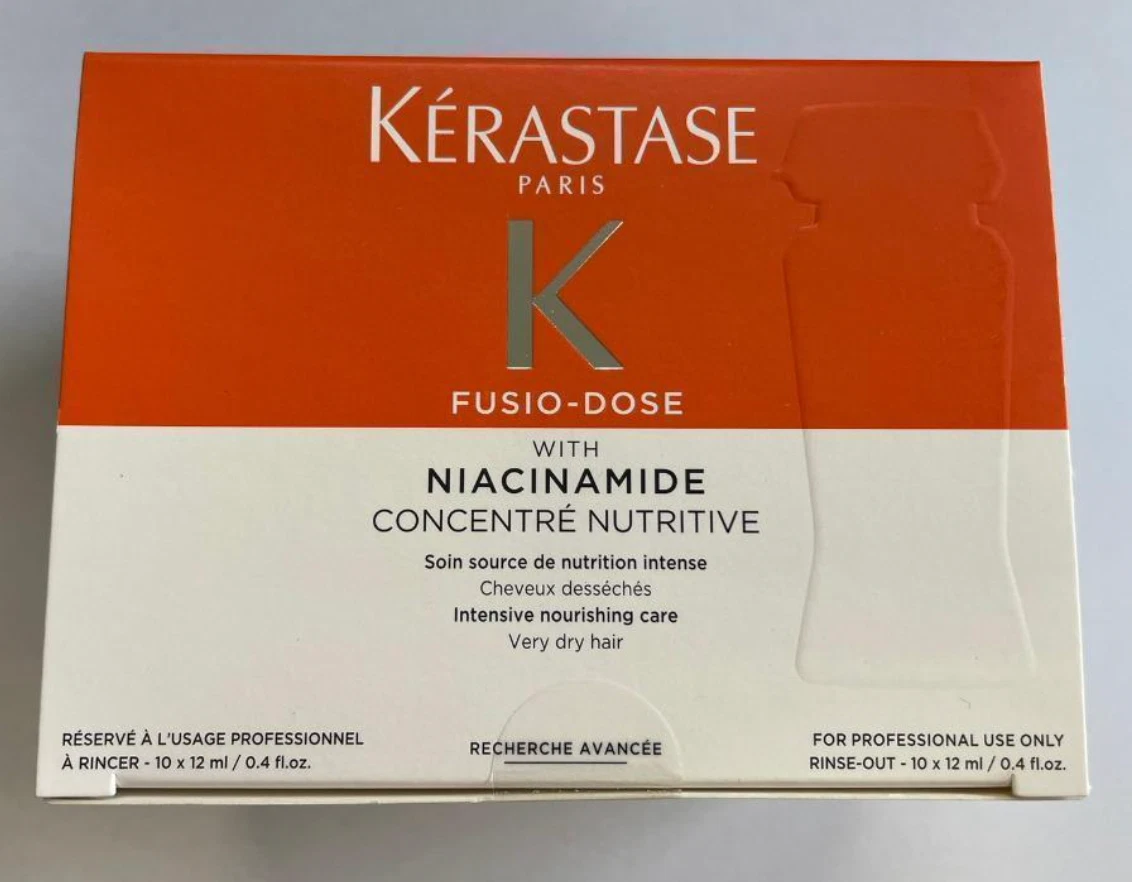 KÉRASTASE
PARIS
K
FUSIO-DOSE
WITH
NIACINAMIDE
CONCENTRÉ NUTRITIVE
Soin source de nutrition intense
Cheveux desséchés
Intensive nourishing care
Very dry hair
RÉSERVÉ À L'USAGE PROFESSIONNEL
À RINCER - 10 x 12 ml / 0.4 fl.oz.
RECHERCHE AVANCÉE
FOR PROFESSIONAL USE ONLY
RINSE-OUT - 10 x 12 ml / 0.4 fl.oz.